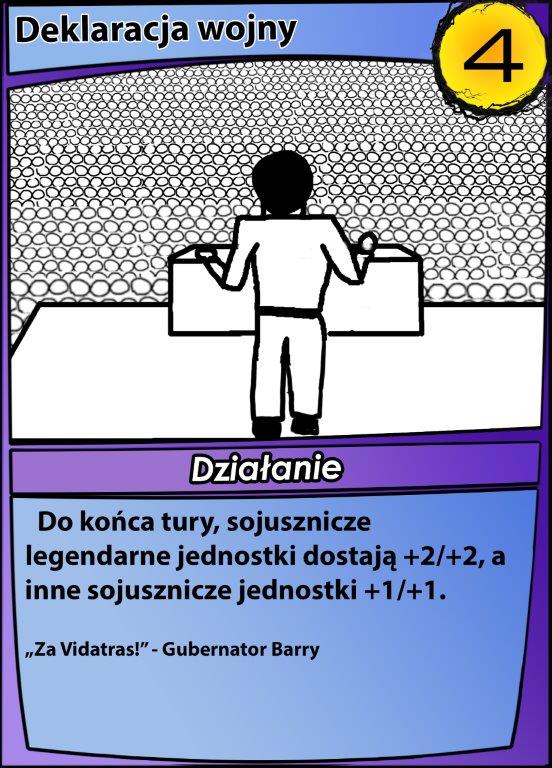 Deklaracja wojny
4
Działanie
Do końca tury, sojusznicze
legendarne jednostki dostają +2/+2, a
inne sojusznicze jednostki +1/+1.
„Za Vidatras!” - Gubernator Barry